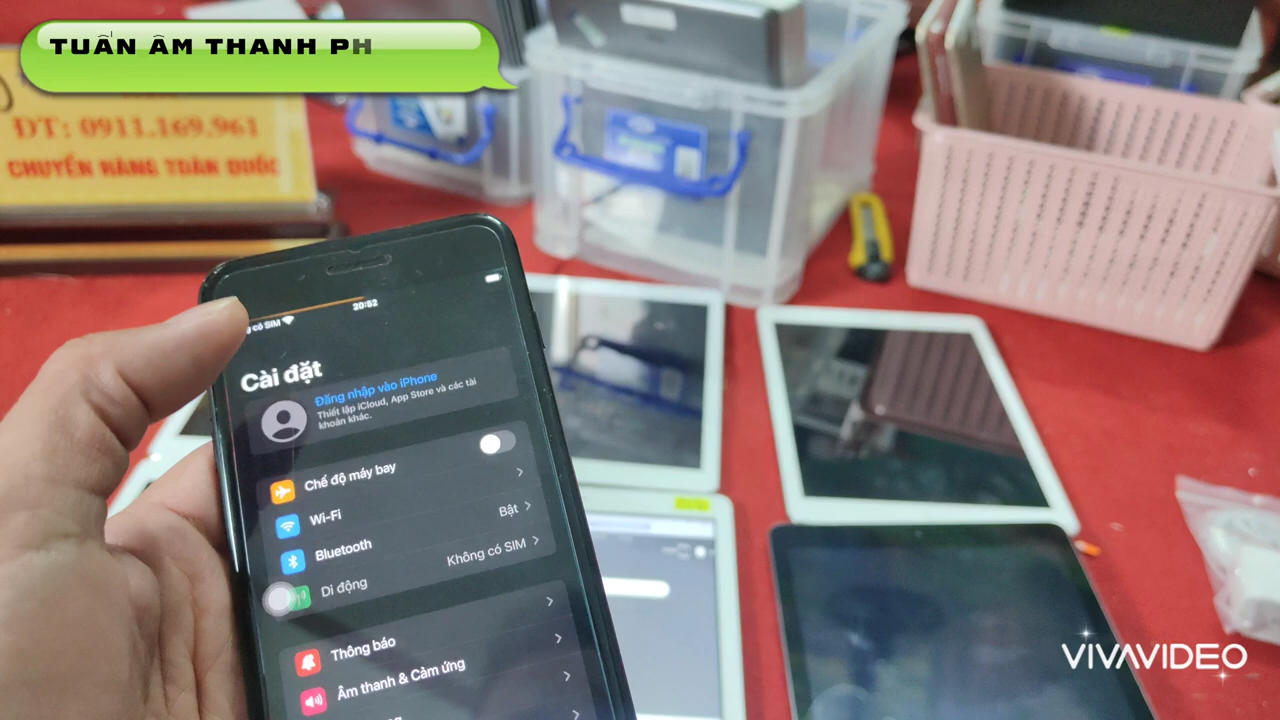 TUẤN ÂM THANH PH
ĐT: 0911.169.961
CHUYỂN HÀNG TOÀN QUỐC
20:52
có SIM
Cài đặt
Đăng nhập vào iPhone
Thiết lập iCloud, App Store và các tài
khoản khác.
Chế độ máy bay
Wi-Fi
Bluetooth
Bật
Di động
Không có SIM
Thông báo
Âm thanh & Cảm ứng
VIVAVIDEO